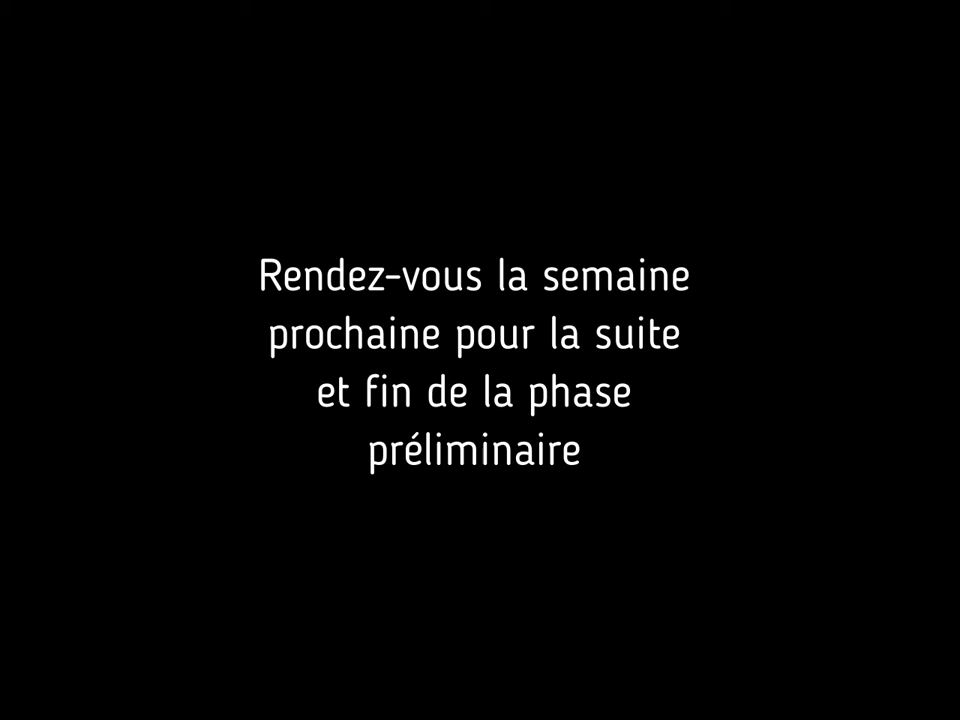 Rendez-vous la semaine
prochaine pour la suite
et fin de la phase
préliminaire